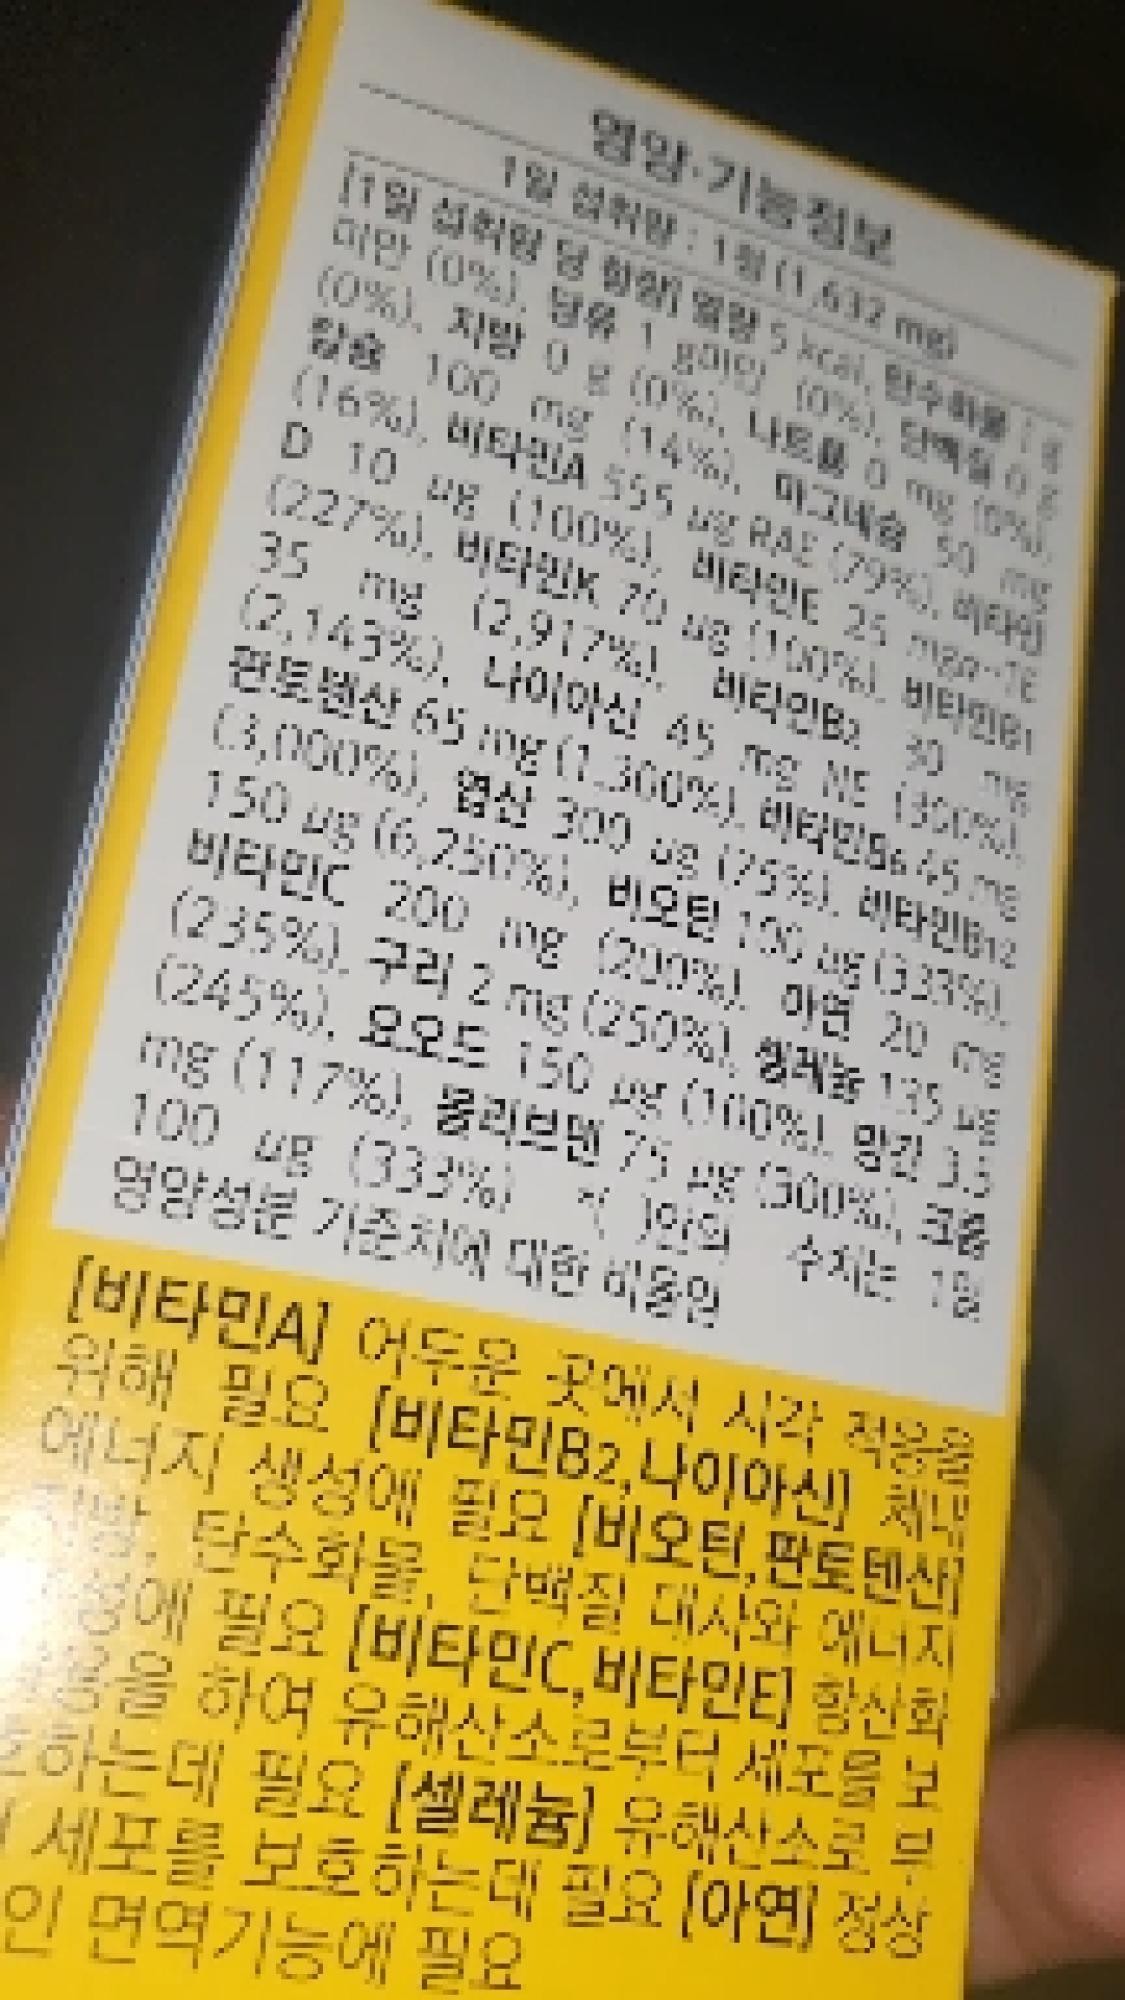 영양·기능정보
1일 섭취량 : 1정 (1,632 mg)
[1일 섭취량 당 함량] 열량 5 kcal, 탄수화물 1 g
미만 (0%), 당류 1 g미만 (0%), 단백질 0 g
(0%), 지방 0 g (0%), 나트륨 0 mg (0%),
칼슘 100 mg (14%), 마그네슘 50 mg
(16%), 비타민A 555 μg RAE (79%), 비타민
D 10 μg (100%), 비타민E 25 mgα-TE
(227%), 비타민K 70 μg (100%), 비타민B1
35 mg (2,917%), 비타민B2 30 mg
(2,143%), 나이아신 45 mg NE (300%),
판토텐산 65 mg (1,300%), 비타민B6 45 mg
(3,000%), 엽산 300 μg (75%), 비타민B12
150 μg (6,250%), 비오틴 100 μg (333%),
비타민C 200 mg (200%), 아연 20 mg
(235%), 구리 2 mg (250%), 셀레늄 135 μg
(245%), 요오드 150 μg (100%), 망간 3.5
mg (117%), 몰리브덴 75 μg (300%), 크롬
100 μg (333%) *( )안의 수치는 1일
영양성분 기준치에 대한 비율임
[비타민A] 어두운 곳에서 시각 적응을
위해 필요 [비타민B2,나이아신] 체내
에너지 생성에 필요 [비오틴,판토텐산]
지방, 탄수화물, 단백질 대사와 에너지
성에 필요 [비타민C,비타민E] 항산화
작용을 하여 유해산소로부터 세포를 보
호하는데 필요 [셀레늄] 유해산소로 부
세포를 보호하는데 필요 [아연] 정상
인 면역기능에 필요